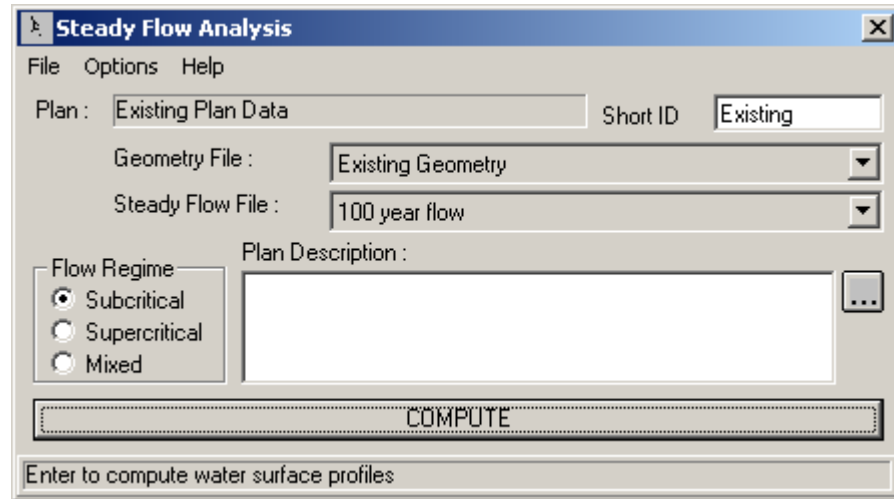 Steady Flow Analysis
File Options Help
Plan : Existing Plan Data Short ID Existing
Geometry File : Existing Geometry
Steady Flow File : 100 year flow
Plan Description :
Flow Regime
Subcritical
Supercritical
Mixed
...
COMPUTE
Enter to compute water surface profiles